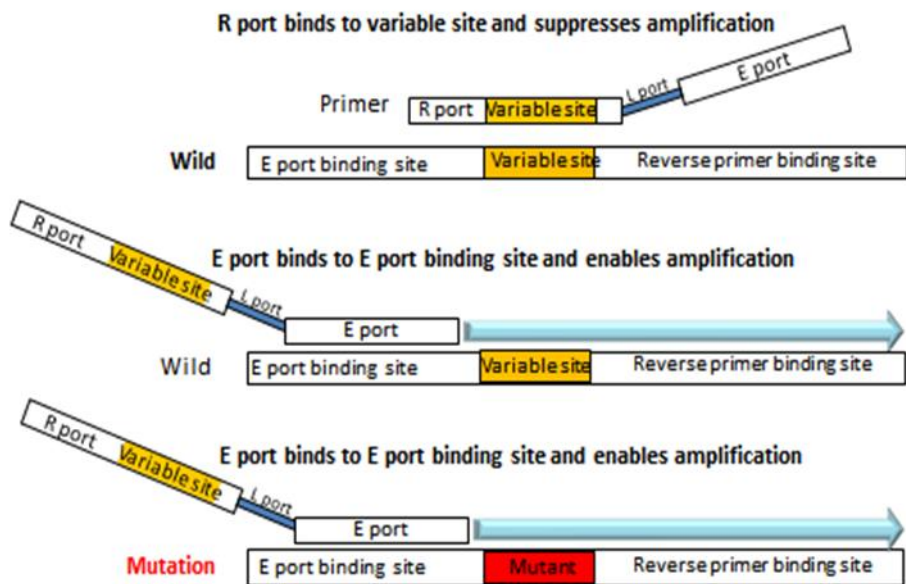 R port binds to variable site and suppresses amplification
E port
L port
Primer R port Variable site
Wild E port binding site Variable site Reverse primer binding site
R port Variable site
E port binds to E port binding site and enables amplification
L port
E port
Wild E port binding site Variable site Reverse primer binding site
R port Variable site
E port binds to E port binding site and enables amplification
L port
E port
Mutation E port binding site Mutant Reverse primer binding site